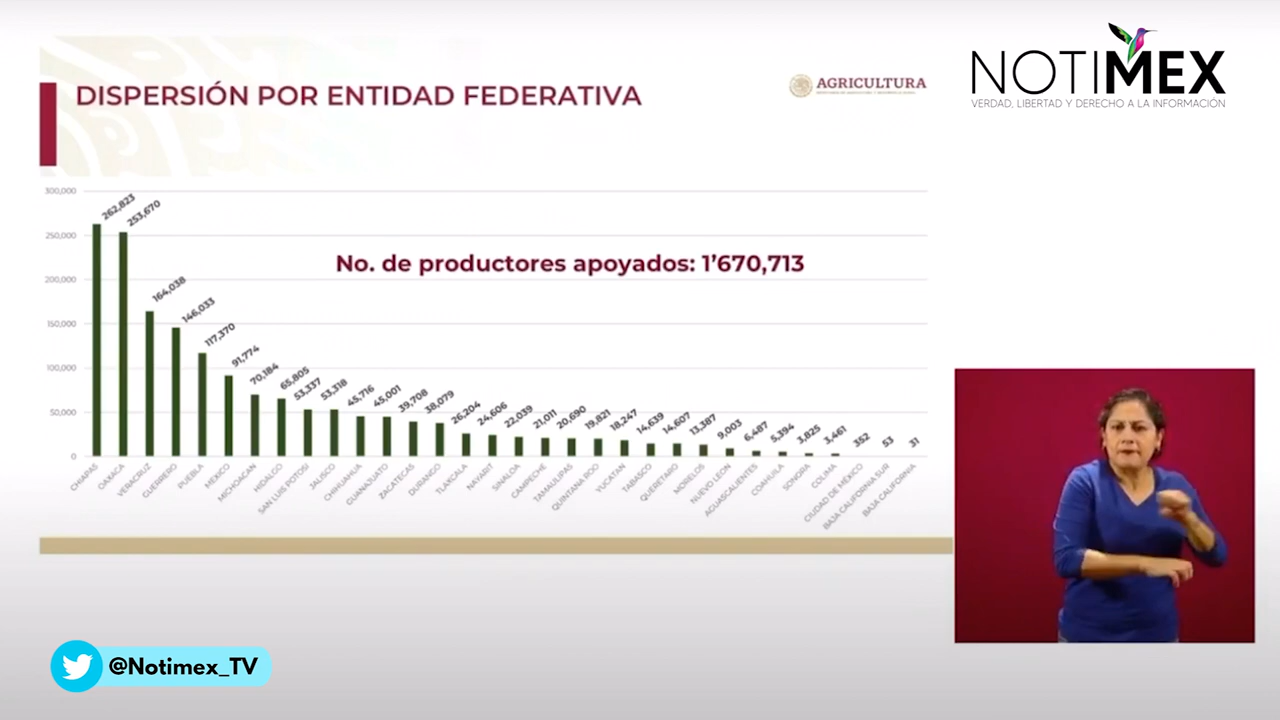 DISPERSIÓN POR ENTIDAD FEDERATIVA
AGRICULTURA
NOTIMEX
VERDAD, LIBERTAD Y DERECHO A LA INFORMACIÓN
No. de productores apoyados: 1'670,713
300,000
250,000
200,000
150,000
100,000
50,000
0
262,823
253,670
164,038
146,033
117,370
91,774
70,184
65,805
53,337
53,318
45,716
45,001
39,708
38,079
26,204
24,606
22,039
21,011
20,690
19,821
18,247
14,639
14,607
13,387
9,003
6,487
5,394
3,825
3,461
352
53
31
CHIAPAS
OAXACA
VERACRUZ
GUERRERO
PUEBLA
MEXICO
MICHOACAN
HIDALGO
SAN LUIS POTOSI
JALISCO
CHIHUAHUA
GUANAJUATO
ZACATECAS
DURANGO
TLAXCALA
NAYARIT
SINALOA
CAMPECHE
TAMAULIPAS
QUINTANA ROO
YUCATAN
TABASCO
QUERETARO
MORELOS
NUEVO LEON
AGUASCALIENTES
COAHUILA
SONORA
COLIMA
CIUDAD DE MEXICO
BAJA CALIFORNIA SUR
BAJA CALIFORNIA
@Notimex_TV